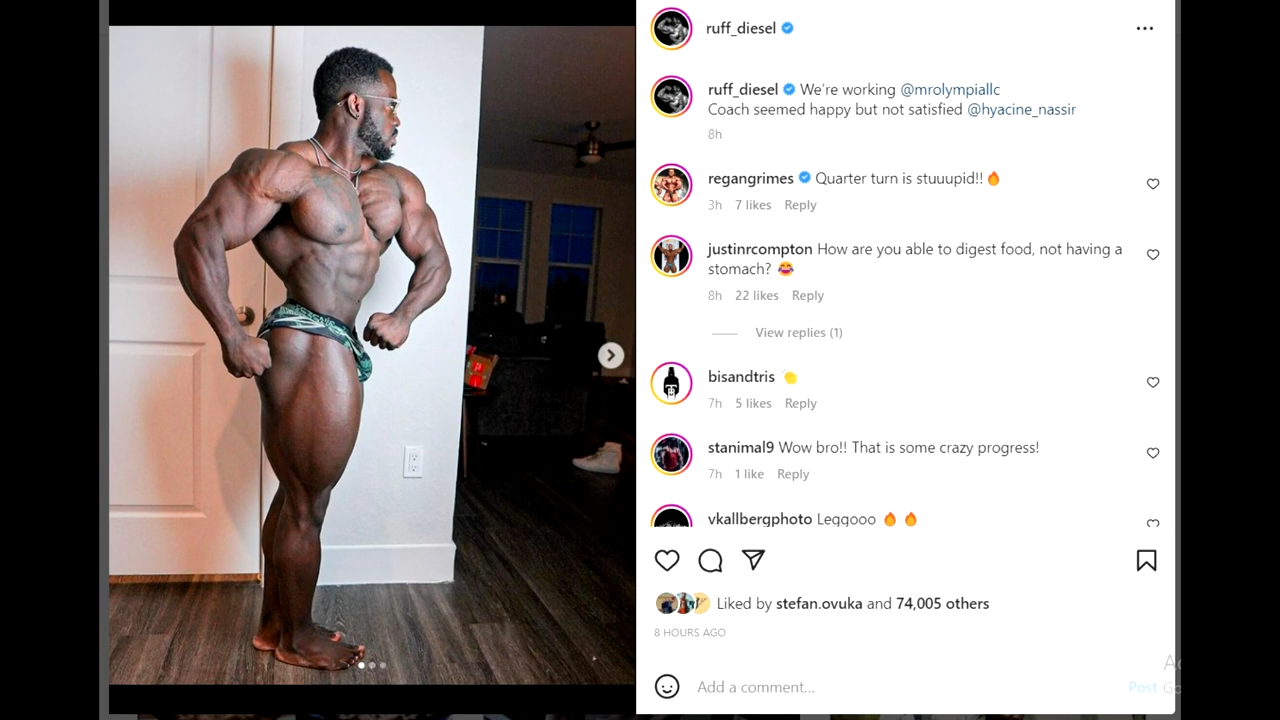 ruff_diesel
ruff_diesel We’re working @mrolympiallc
Coach seemed happy but not satisfied @hyacine_nassir
8h
regangrimes Quarter turn is stuuupid!!🔥
3h 7 likes Reply
justinrcompton How are you able to digest food, not having a
stomach? 😂
8h 22 likes Reply
View replies (1)
bisandtris 👏
7h 5 likes Reply
stanimal9 Wow bro!! That is some crazy progress!
7h 1 like Reply
vkallbergphoto Leggooo 🔥 🔥
Liked by stefan.ovuka and 74,005 others
8 HOURS AGO
Add a comment...
Post